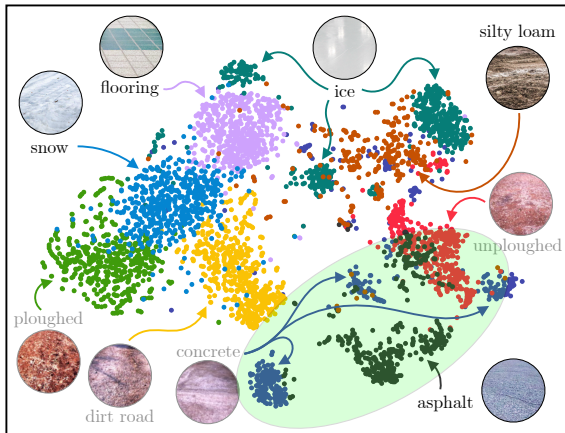 silty loam
flooring
ice
snow
unploughed
ploughed
concrete
dirt road
asphalt